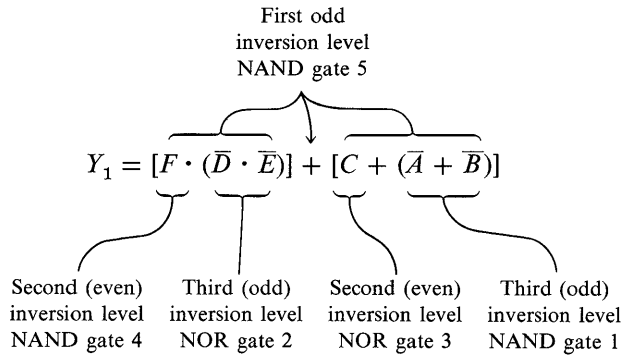 First odd
inversion level
NAND gate 5
Y₁ = [F · (D̅ · E̅)] + [C + (A̅ + B̅)]
Second (even) Third (odd) Second (even) Third (odd)
inversion level inversion level inversion level inversion level
NAND gate 4 NOR gate 2 NOR gate 3 NAND gate 1